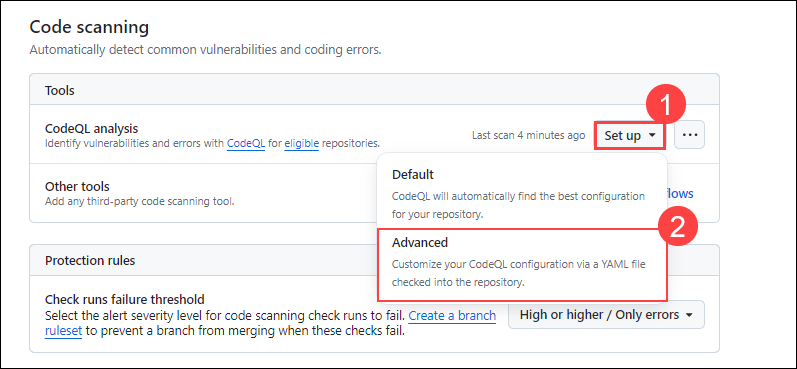 Code scanning
Automatically detect common vulnerabilities and coding errors.
Tools
1
CodeQL analysis
Identify vulnerabilities and errors with CodeQL for eligible repositories.
Last scan 4 minutes ago
Set up
Default
CodeQL will automatically find the best configuration
for your repository.
Other tools
Add any third-party code scanning tool.
flows
2
Advanced
Customize your CodeQL configuration via a YAML file
checked into the repository.
Protection rules
Check runs failure threshold
Select the alert severity level for code scanning check runs to fail. Create a branch
ruleset to prevent a branch from merging when these checks fail.
High or higher / Only errors